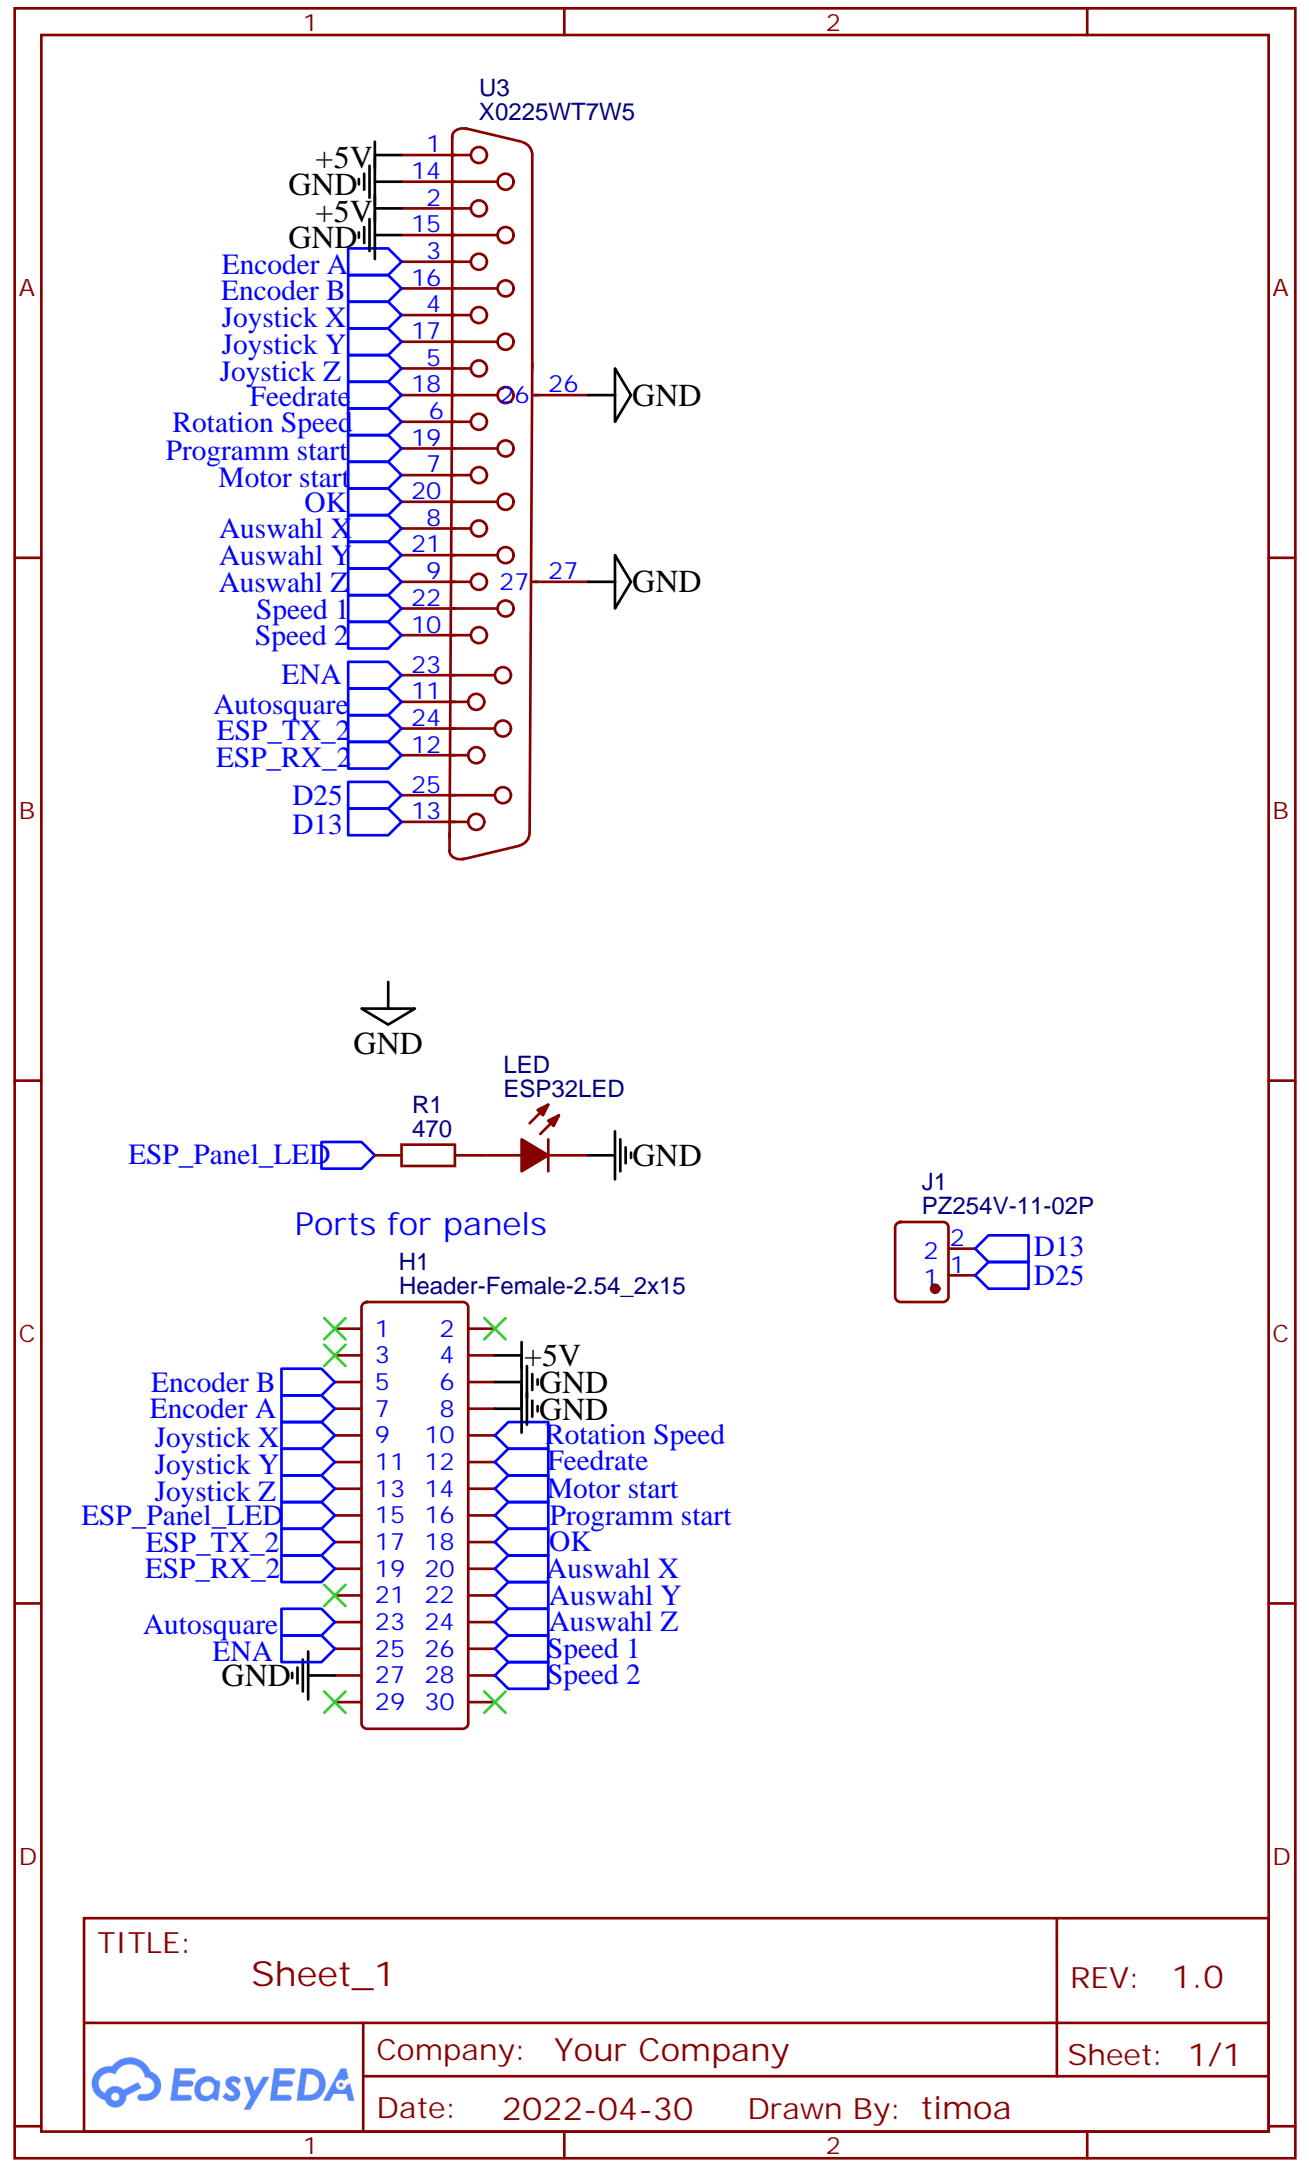 1 2
U3
X0225WT7W5
+5V 1
GND 14
+5V 2
GND 15
Encoder A 3
Encoder B 16
Joystick X 4
Joystick Y 17
Joystick Z 5
Feedrate 18 26 26 GND
Rotation Speed 6
Programm start 19
Motor start 7
OK 20
Auswahl X 8
Auswahl Y 21
Auswahl Z 9 27 27 GND
Speed 1 22
Speed 2 10
ENA 23
Autosquare 11
ESP_TX_2 24
ESP_RX_2 12
D25 25
D13 13
A A
B B
GND
LED
ESP32LED
R1
470
ESP_Panel_LED GND
J1
PZ254V-11-02P
2 2 D13
1 1 D25
Ports for panels
H1
Header-Female-2.54_2x15
1 2
3 4 +5V
Encoder B 5 6 GND
Encoder A 7 8 GND
Joystick X 9 10 Rotation Speed
Joystick Y 11 12 Feedrate
Joystick Z 13 14 Motor start
ESP_Panel_LED 15 16 Programm start
ESP_TX_2 17 18 OK
ESP_RX_2 19 20 Auswahl X
21 22 Auswahl Y
Autosquare 23 24 Auswahl Z
ENA 25 26 Speed 1
GND 27 28 Speed 2
29 30
C C
D D
TITLE:
Sheet_1
REV: 1.0
EasyEDA
Company: Your Company
Sheet: 1/1
Date: 2022-04-30 Drawn By: timoa
1 2